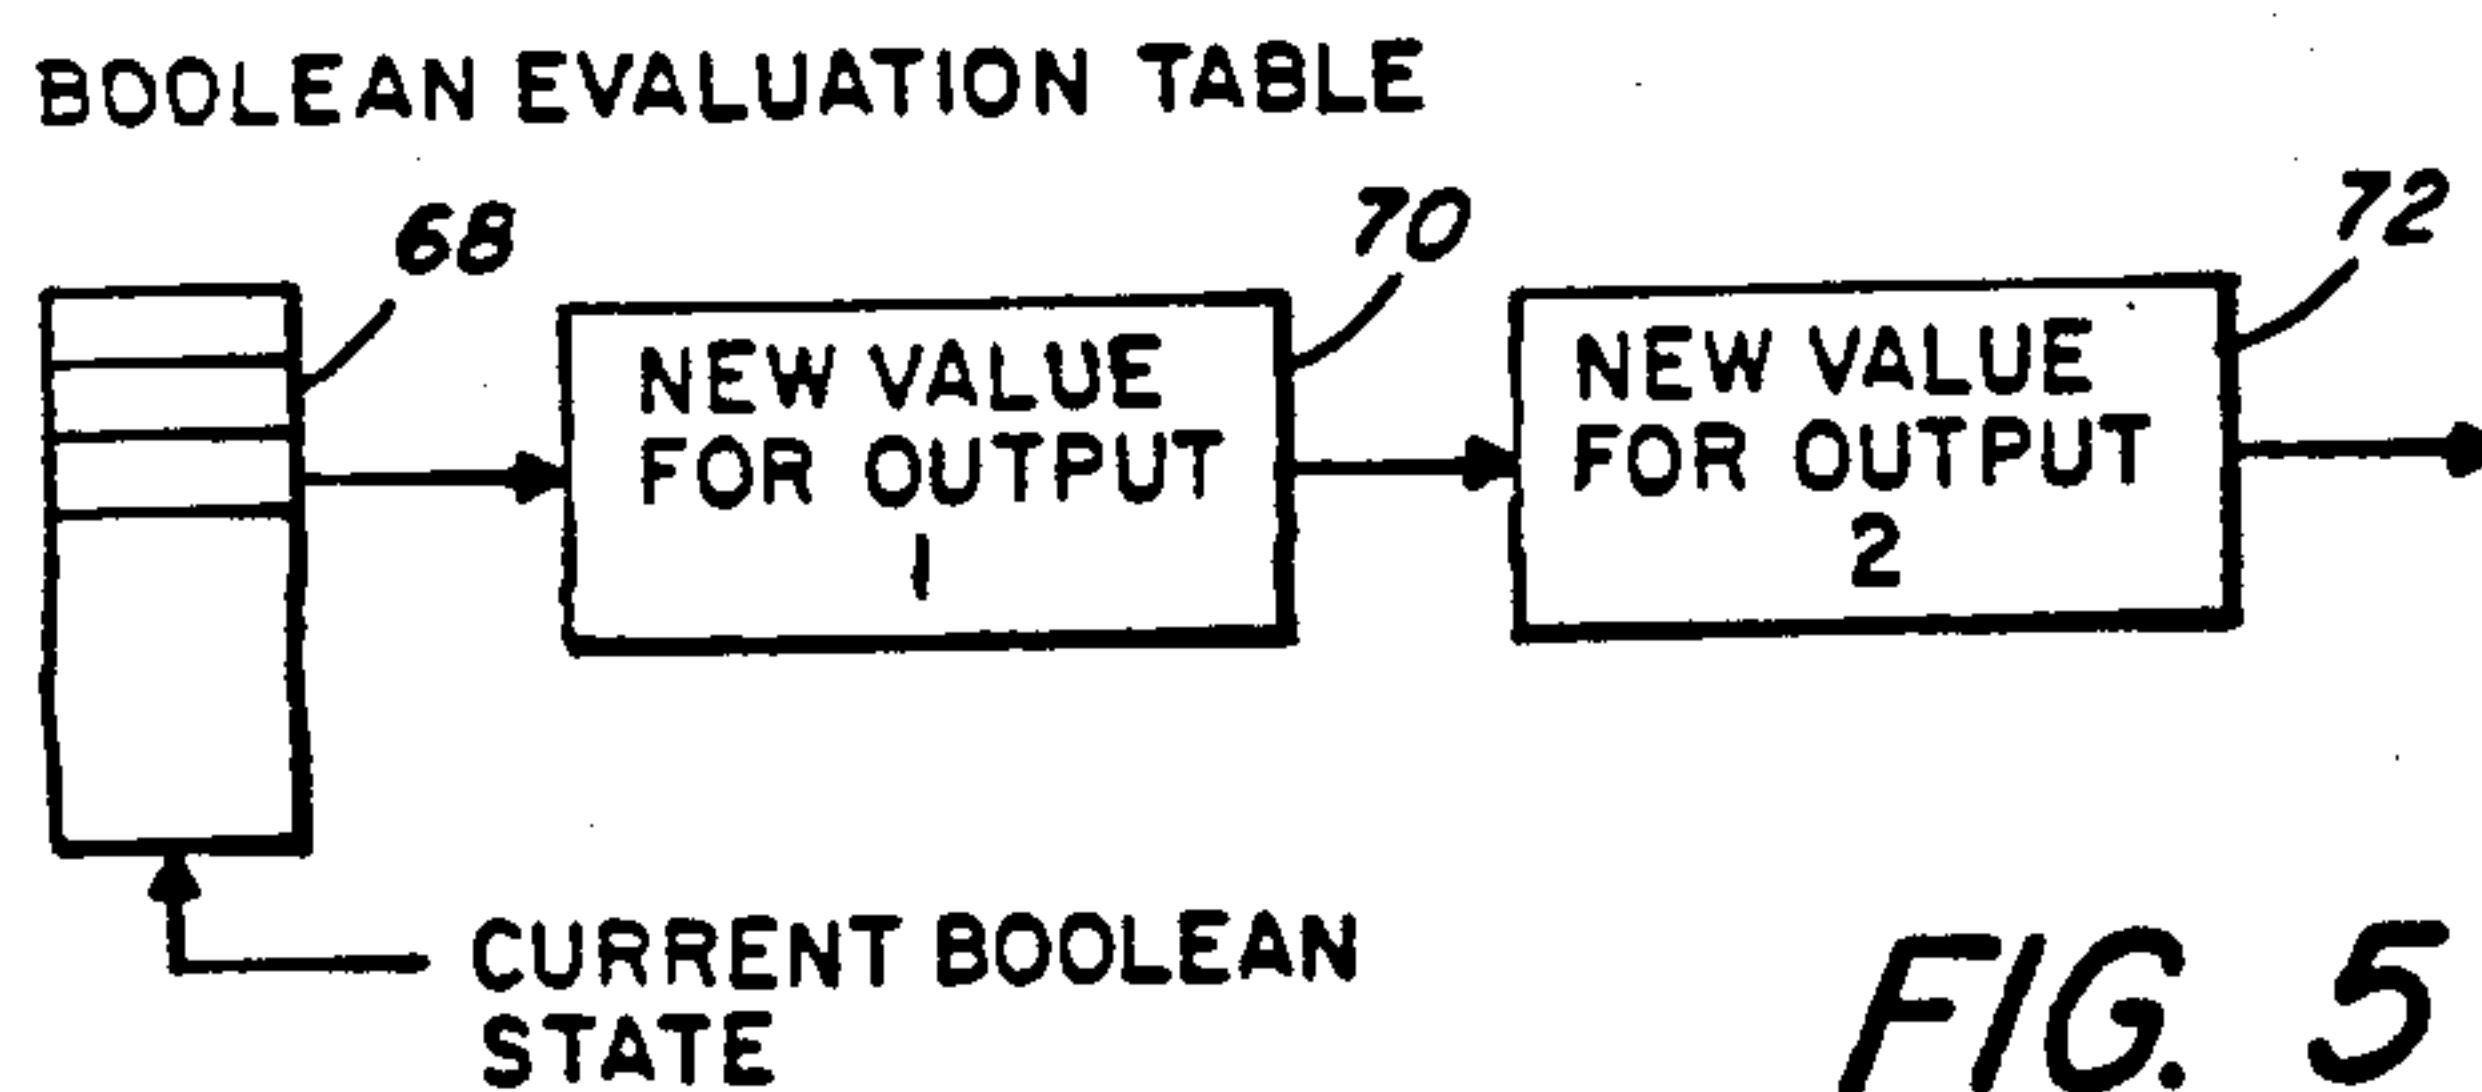 BOOLEAN EVALUATION TABLE
68
70
72
NEW VALUE
FOR OUTPUT
1
NEW VALUE
FOR OUTPUT
2
CURRENT BOOLEAN
STATE
FIG. 5